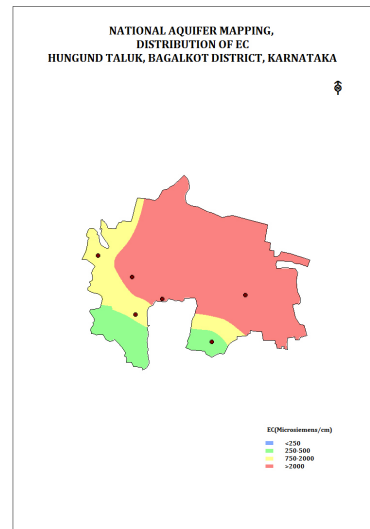 NATIONAL AQUIFER MAPPING,
DISTRIBUTION OF EC
HUNGUND TALUK, BAGALKOT DISTRICT, KARNATAKA
EC(Microsiemens/cm)
<250
250-500
750-2000
>2000